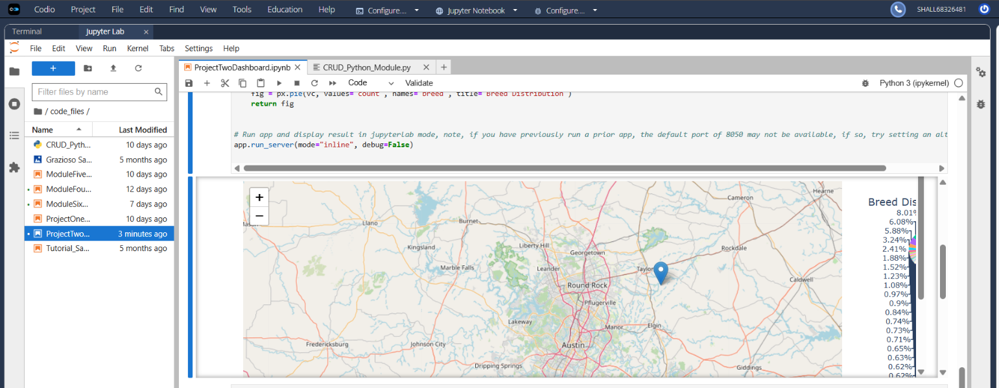 Codio Project File Edit Find View Tools Education Help Configure.... Jupyter Notebook Configure.... SHALL68326481
Terminal Jupyter Lab
File Edit View Run Kernel Tabs Settings Help
+
ProjectTwoDashboard.ipynb CRUD_Python_Module.py
Code Validate Python 3 (ipykernel)
Filter files by name
/ code_files /
Name Last Modified
CRUD_Pyth... 10 days ago
Grazioso Sa... 5 months ago
ModuleFive... 10 days ago
ModuleFou... 12 days ago
ModuleSix... 7 days ago
ProjectOne... 10 days ago
ProjectTwo... 3 minutes ago
Tutorial_Sa... 5 months ago
fig = px.pie(vc, values='count', names='breed', title='Breed Distribution')
return fig
# Run app and display result in jupyterlab mode, note, if you have previously run a prior app, the default port of 8050 may not be available, if so, try setting an alt
app.run_server(mode="inline", debug=False)
+
−
Hearne
Cameron
Llano
Burnet
Kingsland
Liberty Hill
Georgetown
Rockdale
Marble Falls
Leander
Taylor
Caldwell
Round Rock
Pflugerville
Lakeway
Manor
Elgin
Fredericksburg
Johnson City
Austin
Dripping Springs
Giddings
Breed Dis
8.01%
6.08%
5.88%
3.24%
2.41%
1.88%
1.52%
1.23%
1.08%
0.97%
0.9%
0.84%
0.74%
0.73%
0.71%
0.65%
0.63%
0.62%
0.62%